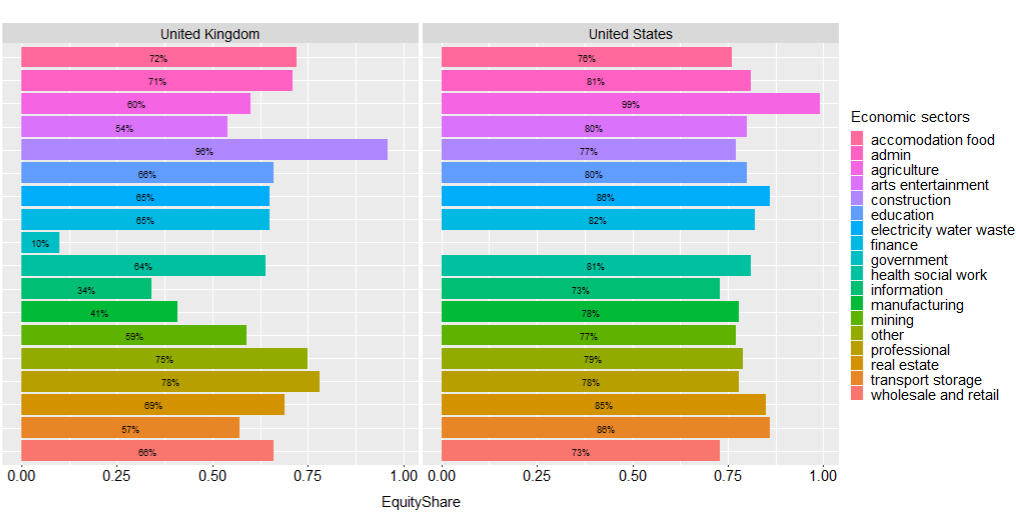 United Kingdom United States
72% 76%
71% 81%
60% 99%
54% 80%
96% 77%
66% 80%
65% 86%
65% 82%
10%
64% 81%
34% 73%
41% 78%
59% 77%
75% 79%
78% 78%
69% 85%
57% 86%
66% 73%
0.00 0.25 0.50 0.75 1.00 0.00 0.25 0.50 0.75 1.00
EquityShare
Economic sectors
accomodation food
admin
agriculture
arts entertainment
construction
education
electricity water waste
finance
government
health social work
information
manufacturing
mining
other
professional
real estate
transport storage
wholesale and retail